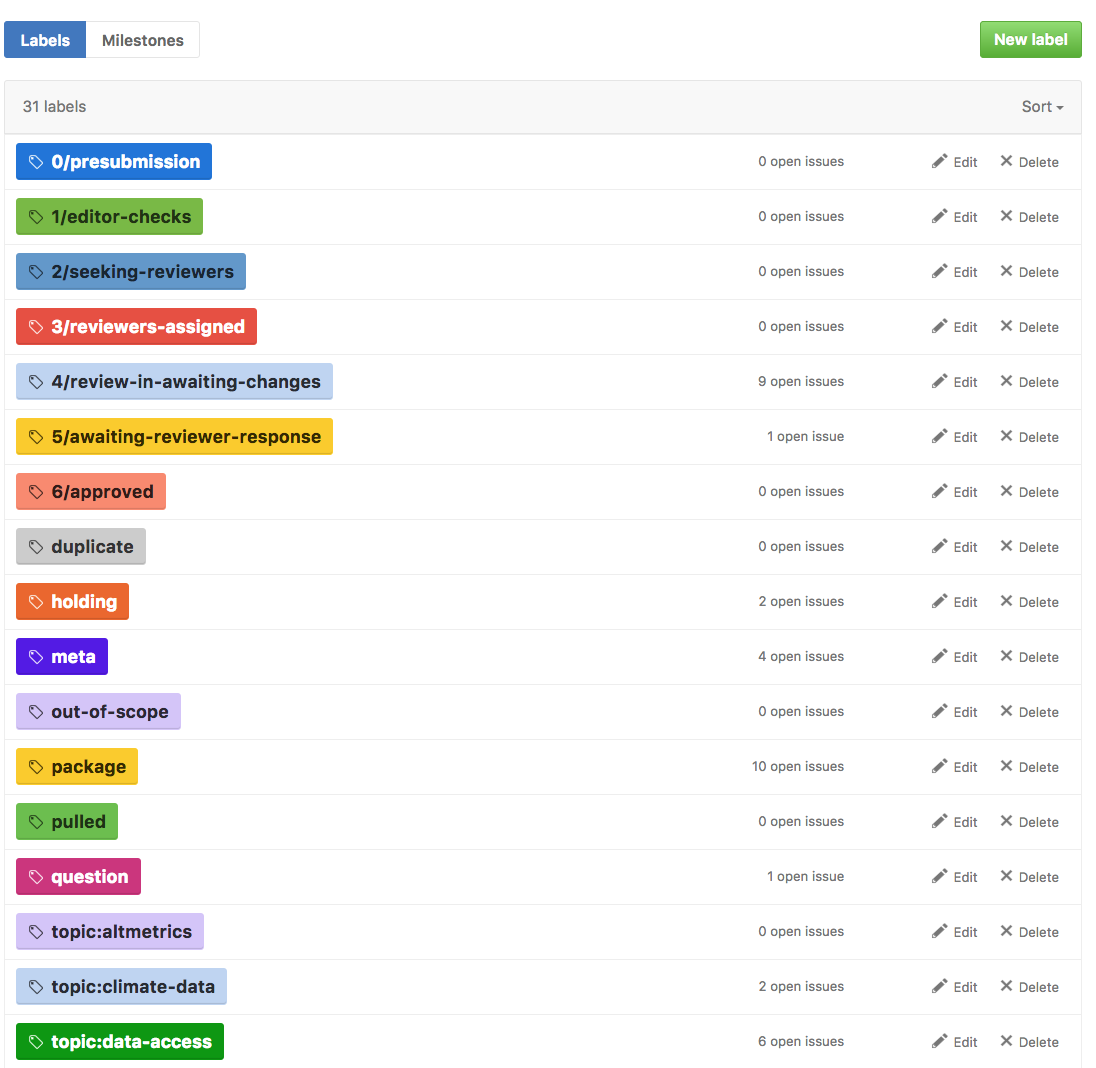 Labels Milestones New label
31 labels Sort
0/presubmission 0 open issues Edit Delete
1/editor-checks 0 open issues Edit Delete
2/seeking-reviewers 0 open issues Edit Delete
3/reviewers-assigned 0 open issues Edit Delete
4/review-in-awaiting-changes 9 open issues Edit Delete
5/awaiting-reviewer-response 1 open issue Edit Delete
6/approved 0 open issues Edit Delete
duplicate 0 open issues Edit Delete
holding 2 open issues Edit Delete
meta 4 open issues Edit Delete
out-of-scope 0 open issues Edit Delete
package 10 open issues Edit Delete
pulled 0 open issues Edit Delete
question 1 open issue Edit Delete
topic:altmetrics 0 open issues Edit Delete
topic:climate-data 2 open issues Edit Delete
topic:data-access 6 open issues Edit Delete